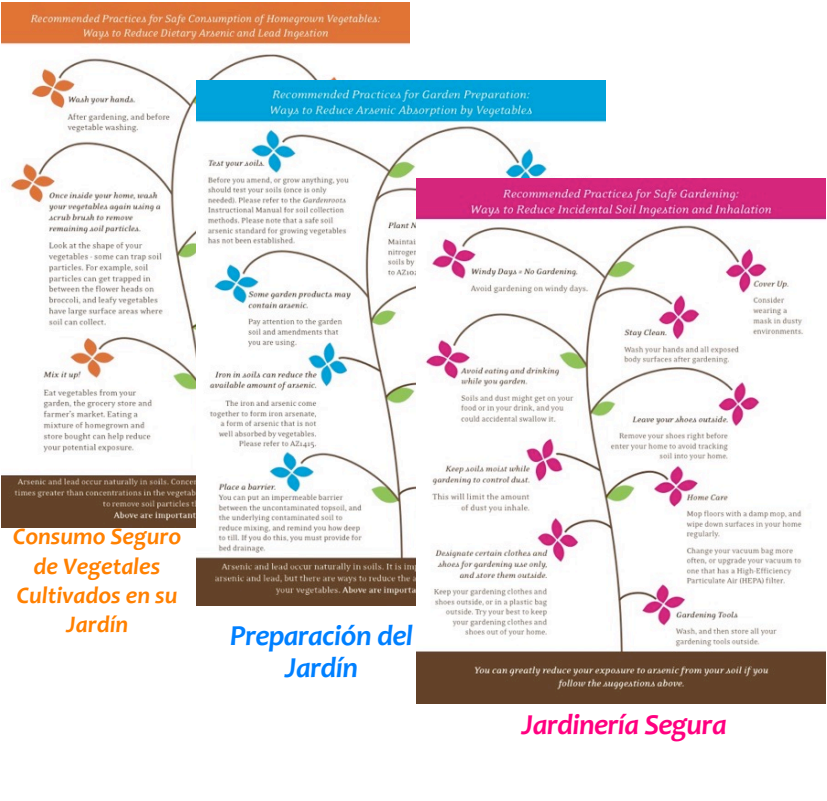 Recommended Practices for Safe Consumption of Homegrown Vegetables:
Ways to Reduce Dietary Arsenic and Lead Ingestion
Wash your hands.
After gardening, and before
vegetable washing.
Once inside your home, wash
your vegetables again using a
scrub brush to remove
remaining soil particles.
Look at the shape of your
vegetables - some can trap soil
particles. For example, soil
particles can get trapped in
between the flower heads on
broccoli, and leafy vegetables
have large surface areas where
soil can collect.
Mix it up!
Eat vegetables from your
garden, the grocery store and
farmer's market. Eating a
mixture of homegrown and
store bought can help reduce
your potential exposure.
Arsenic and lead occur naturally in soils.
times greater than concentrations in the
to remove soil particles
Above are important
Consumo Seguro
de Vegetales
Cultivados en su
Jardín
Recommended Practices for Garden Preparation:
Ways to Reduce Arsenic Absorption by Vegetables
Test your soils.
Before you amend, or grow anything, you
should test your soils (once is only
needed). Please refer to the Gardenroots
Instructional Manual for soil collection
methods. Please note that a safe soil
arsenic standard for growing vegetables
has not been established.
Plant
nitrogen
soils by
Some garden products may
contain arsenic.
Pay attention to the garden
soil and amendments that
you are using.
Iron in soils can reduce the
available amount of arsenic.
The iron and arsenic come
together to form iron arsenate,
a form of arsenic that is not
well absorbed by vegetables.
Please refer to AZ1415.
Place a barrier.
You can put an impermeable barrier
between the uncontaminated topsoil, and
the underlying contaminated soil to
reduce mixing, and remind you how deep
to till. If you do this, you must provide for
bed drainage.
Arsenic and lead occur naturally in soils. It is
arsenic and lead, but there are ways to reduce the
your vegetables. Above are
Preparación del
Jardín
Recommended Practices for Safe Gardening:
Ways to Reduce Incidental Soil Ingestion and Inhalation
Windy Days = No Gardening.
Avoid gardening on windy days.
Cover Up.
Consider
wearing a
mask in dusty
environments.
Stay Clean.
Wash your hands and all exposed
body surfaces after gardening.
Avoid eating and drinking
while you garden.
Soils and dust might get on your
food or in your drink, and you
could accidental swallow it.
Leave your shoes outside.
Remove your shoes right before
enter your home to avoid tracking
soil into your home.
Keep soils moist while
gardening to control dust.
This will limit the amount
of dust you inhale.
Home Care
Mop floors with a damp mop, and
wipe down surfaces in your home
regularly.
Change your vacuum bag more
often, or upgrade your vacuum to
one that has a High-Efficiency
Particulate Air (HEPA) filter.
Designate certain clothes and
shoes for gardening use only,
and store them outside.
Keep your gardening clothes and
shoes outside, or in a plastic bag
outside. Try your best to keep
your gardening clothes and
shoes out of your home.
Gardening Tools
Wash, and then store all your
gardening tools outside.
You can greatly reduce your exposure to arsenic from your soil if you
follow the suggestions above.
Jardinería Segura